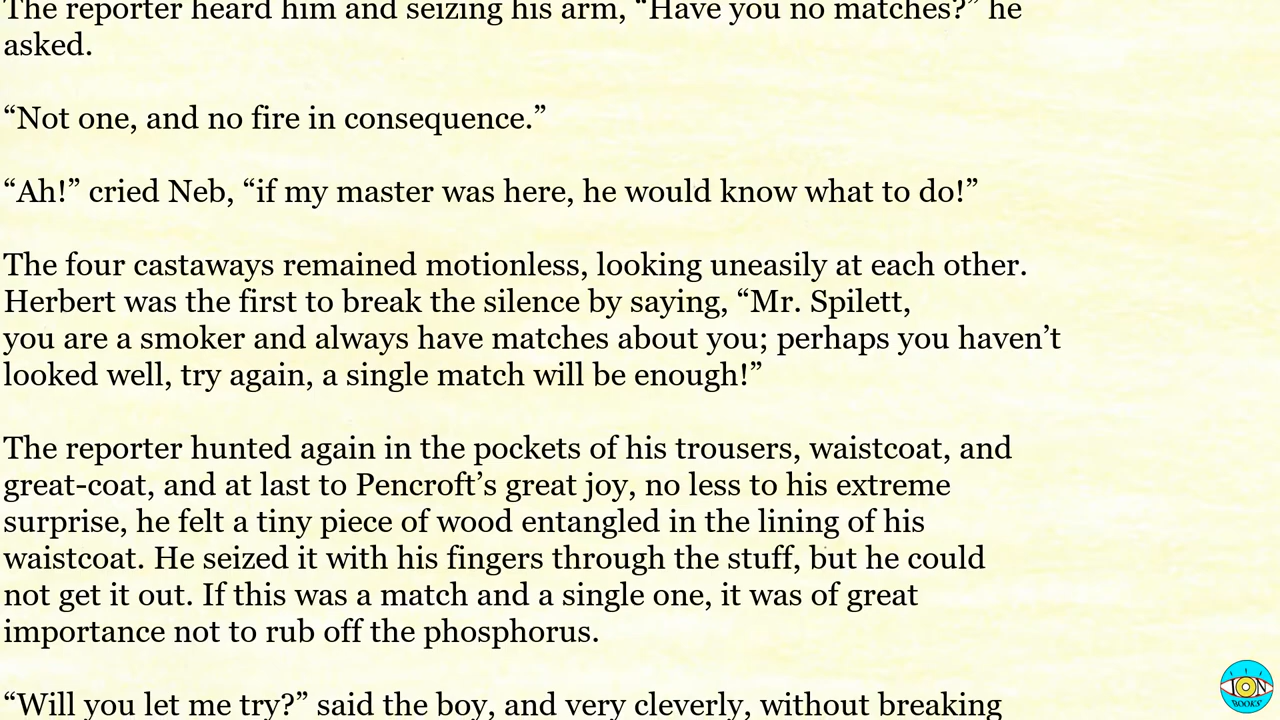 The reporter heard him and seizing his arm, “Have you no matches?” he
asked.
“Not one, and no fire in consequence.”
“Ah!” cried Neb, “if my master was here, he would know what to do!”
The four castaways remained motionless, looking uneasily at each other.
Herbert was the first to break the silence by saying, “Mr. Spilett,
you are a smoker and always have matches about you; perhaps you haven’t
looked well, try again, a single match will be enough!”
The reporter hunted again in the pockets of his trousers, waistcoat, and
great-coat, and at last to Pencroft’s great joy, no less to his extreme
surprise, he felt a tiny piece of wood entangled in the lining of his
waistcoat. He seized it with his fingers through the stuff, but he could
not get it out. If this was a match and a single one, it was of great
importance not to rub off the phosphorus.
“Will you let me try?” said the boy, and very cleverly, without breaking
ION
BOOKS